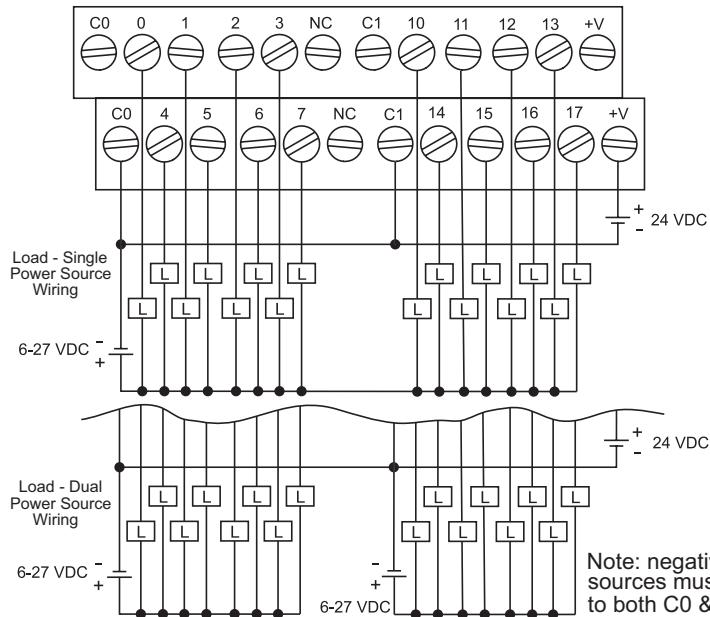 C0 0 1 2 3 NC C1 10 11 12 13 +V
C0 4 5 6 7 NC C1 14 15 16 17 +V
+
-
24 VDC
Load - Single
Power Source
Wiring
L L L L L L L L
L L L L L L L L
6-27 VDC
-
+
+
-
24 VDC
Load - Dual
Power Source
Wiring
L L L L L L L L
L L L L L L L L
6-27 VDC
-
+
6-27 VDC
-
+
Note:
sources must
to both C0 &